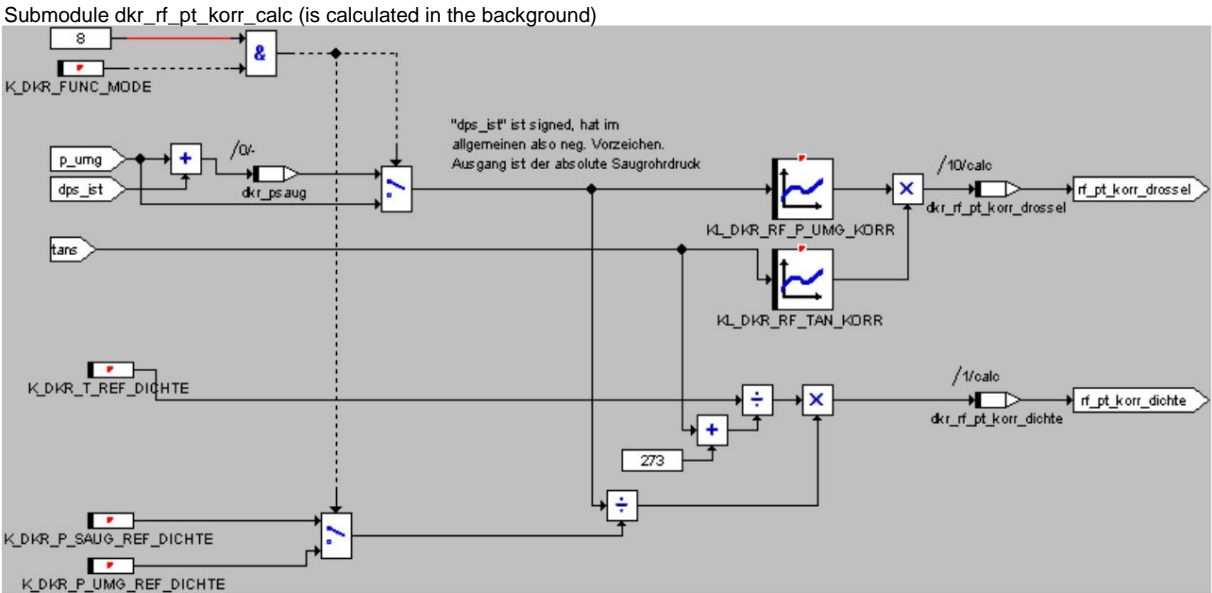 Submodule dkr_rf_pt_korr_calc (is calculated in the background)
8
&
K_DKR_FUNC_MODE
"dps_ist" ist signed, hat im
allgemeinen also neg. Vorzeichen.
Ausgang ist der absolute Saugrohrdruck
p_umg
+
/0/-
dps_ist
dkr_psaug
/10/calc
×
rf_pt_korr_drossel
dkr_rf_pt_korr_drossel
KL_DKR_RF_P_UMG_KORR
tans
KL_DKR_RF_TAN_KORR
K_DKR_T_REF_DICHTE
/1/calc
÷
×
rf_pt_korr_dichte
dkr_rf_pt_korr_dichte
+
273
÷
K_DKR_P_SAUG_REF_DICHTE
K_DKR_P_UMG_REF_DICHTE